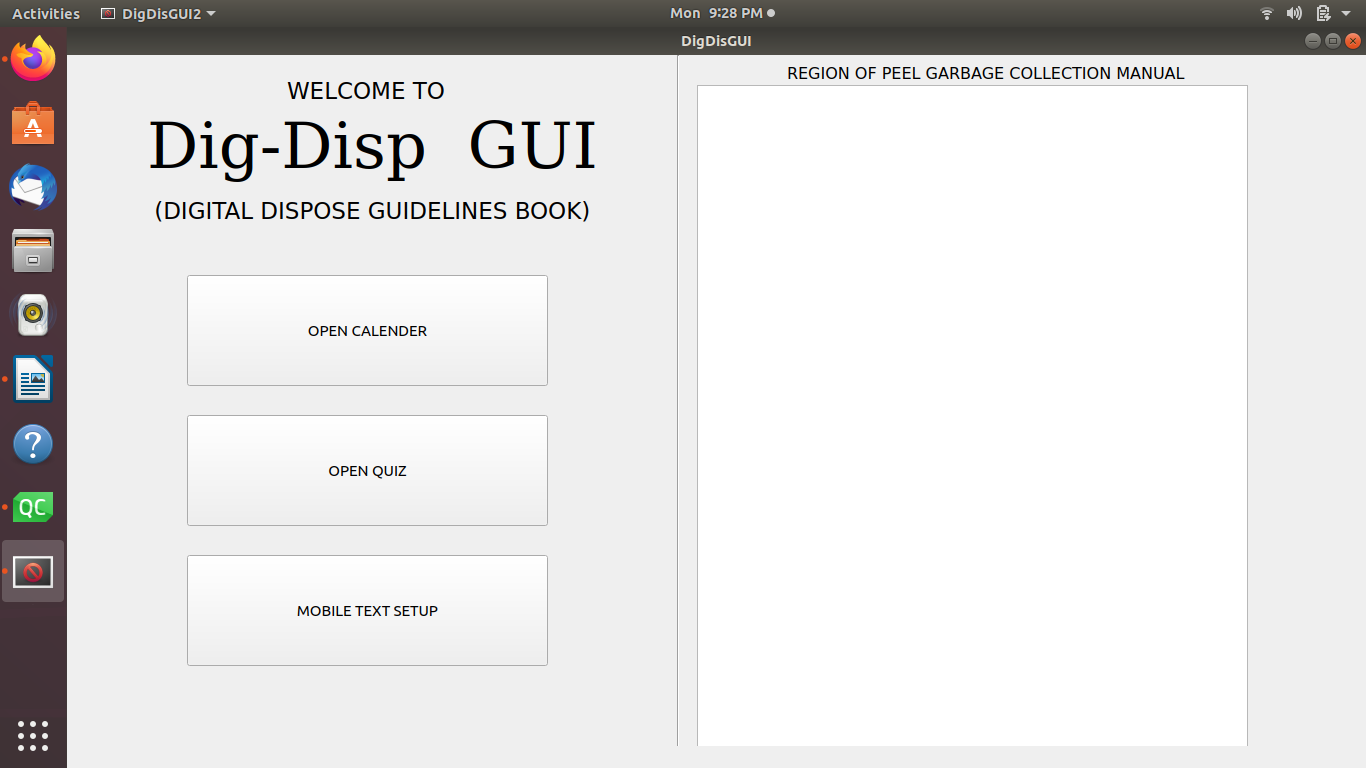 Activities
DigDisGUI2
Mon 9:28 PM
DigDisGUI
WELCOME TO
Dig-Disp GUI
(DIGITAL DISPOSE GUIDELINES BOOK)
OPEN CALENDER
OPEN QUIZ
MOBILE TEXT SETUP
REGION OF PEEL GARBAGE COLLECTION MANUAL
A
?
QC